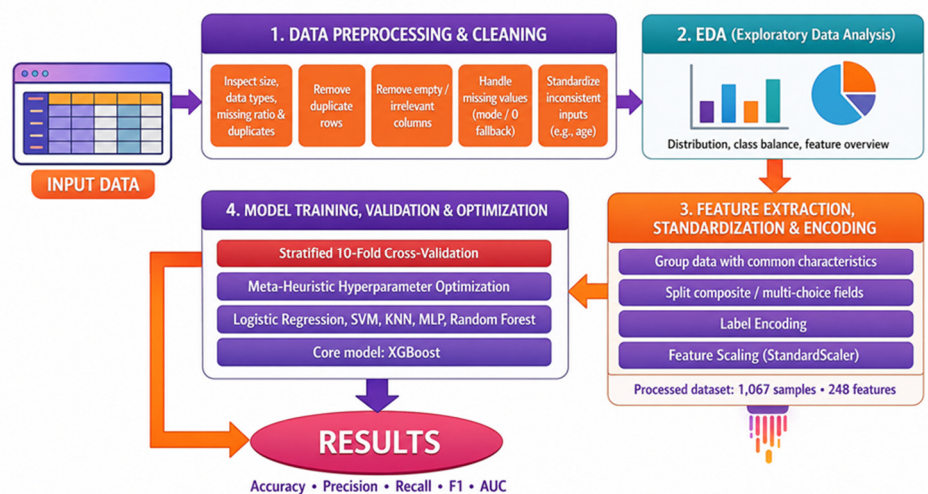 INPUT DATA
1. DATA PREPROCESSING & CLEANING
Inspect size,
data types,
missing ratio &
duplicates
Remove
duplicate
rows
Remove empty /
irrelevant
columns
Handle
missing values
(mode / 0
fallback)
Standardize
inconsistent
inputs
(e.g., age)
2. EDA (Exploratory Data Analysis)
Distribution, class balance, feature overview
3. FEATURE EXTRACTION,
STANDARDIZATION & ENCODING
Group data with common characteristics
Split composite / multi-choice fields
Label Encoding
Feature Scaling (StandardScaler)
Processed dataset: 1,067 samples • 248 features
4. MODEL TRAINING, VALIDATION & OPTIMIZATION
Stratified 10-Fold Cross-Validation
Meta-Heuristic Hyperparameter Optimization
Logistic Regression, SVM, KNN, MLP, Random Forest
Core model: XGBoost
RESULTS
Accuracy • Precision • Recall • F1 • AUC